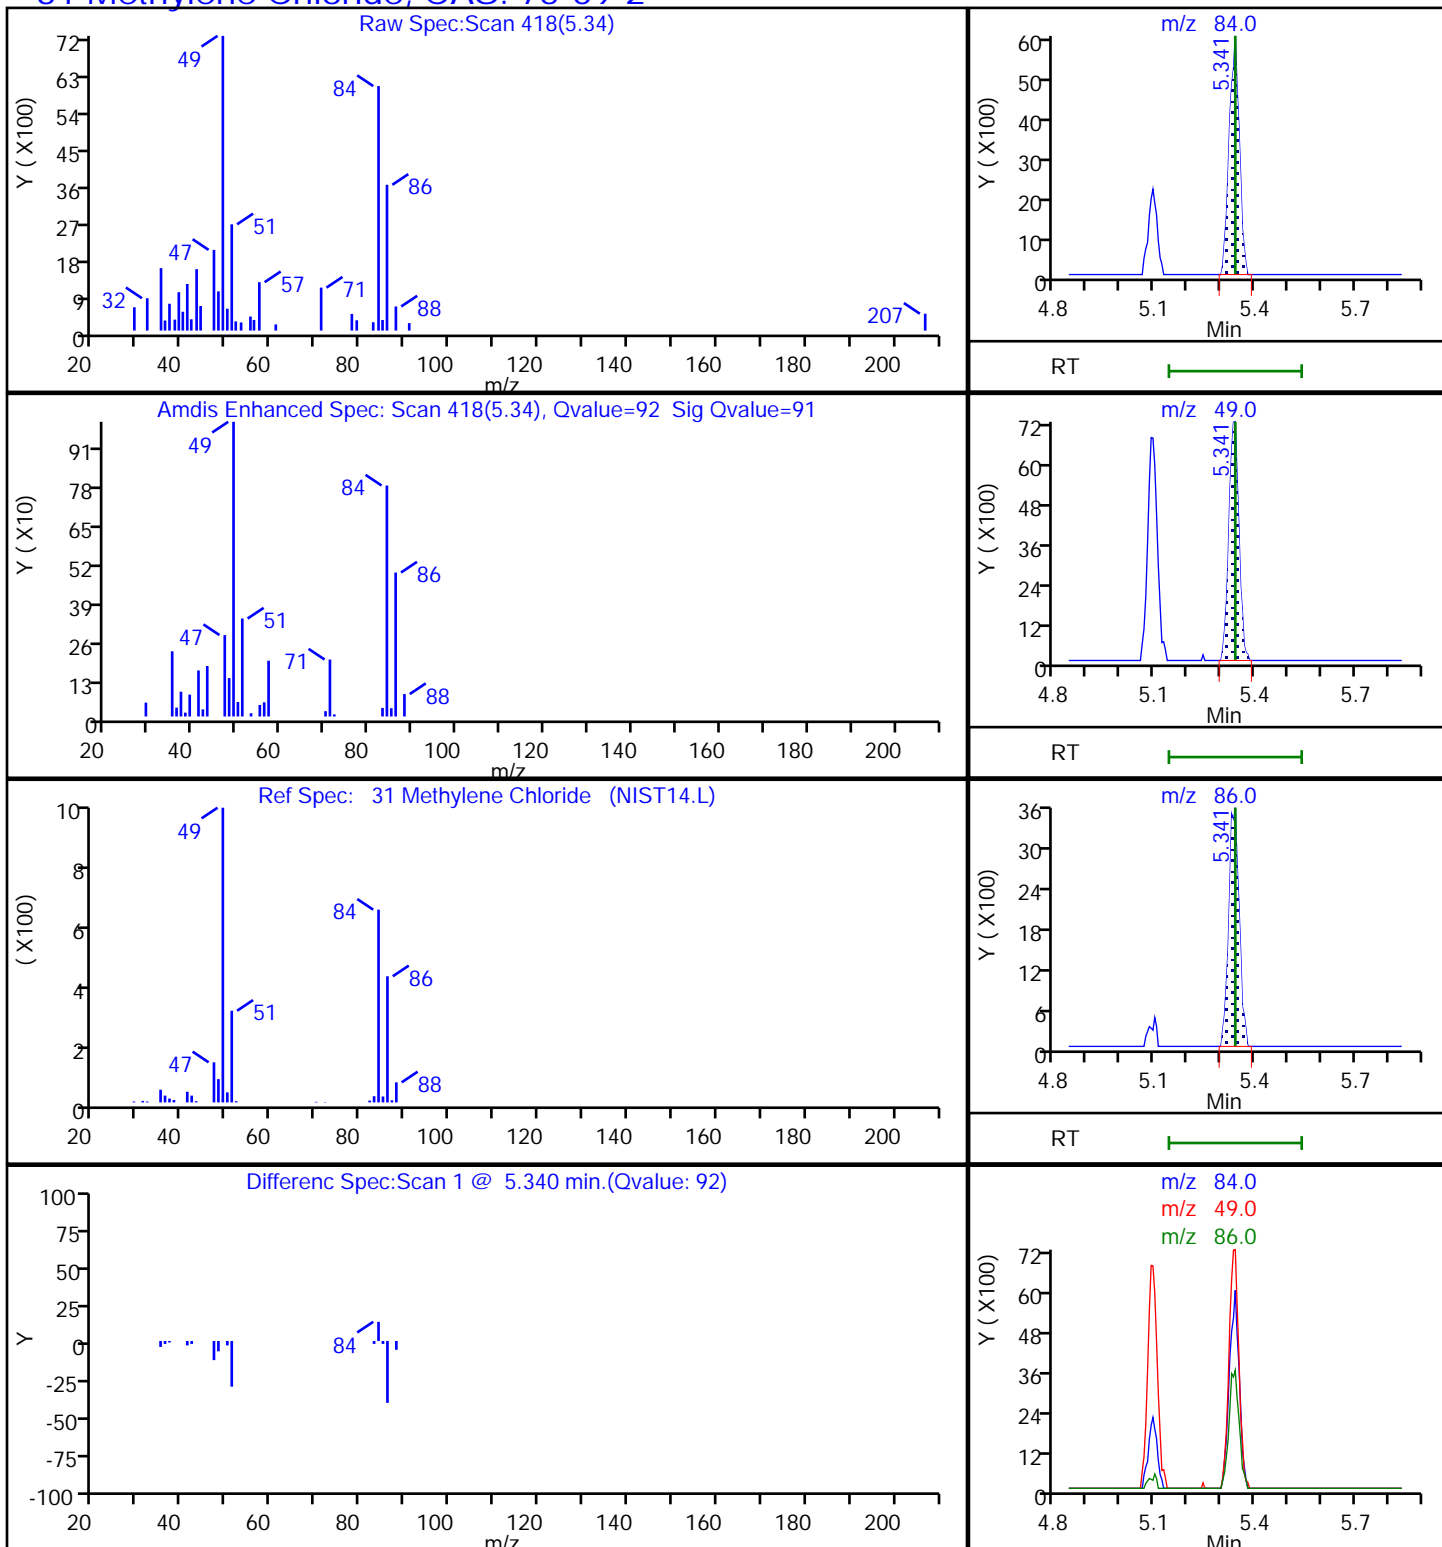 Raw Spec:Scan 418(5.34)
72
63
54
45
36
27
18
9
0
Y ( X100)
49
84
86
51
47
57
71
32
88
207
20 40 60 80 100 120 140 160 180 200
m/z
m/z 84.0
60
50
40
30
20
10
0
Y ( X100)
5.341
4.8 5.1 5.4 5.7
Min
RT
Amdis Enhanced Spec: Scan 418(5.34), Qvalue=92 Sig Qvalue=91
91
78
65
52
39
26
13
0
Y ( X10)
49
84
86
51
47
71
88
20 40 60 80 100 120 140 160 180 200
m/z
m/z 49.0
72
60
48
36
24
12
0
Y ( X100)
5.341
4.8 5.1 5.4 5.7
Min
RT
Ref Spec: 31 Methylene Chloride (NIST14.L)
10
8
6
4
2
0
( X100)
49
84
86
51
47
88
20 40 60 80 100 120 140 160 180 200
m/z 86.0
36
30
24
18
12
6
0
Y ( X100)
5.341
4.8 5.1 5.4 5.7
Min
RT
Differenc Spec:Scan 1 @ 5.340 min.(Qvalue: 92)
100
75
50
25
0
-25
-50
-75
-100
Y
84
20 40 60 80 100 120 140 160 180 200
m/z
m/z 84.0
m/z 49.0
m/z 86.0
72
60
48
36
24
12
0
Y ( X100)
4.8 5.1 5.4 5.7
Min